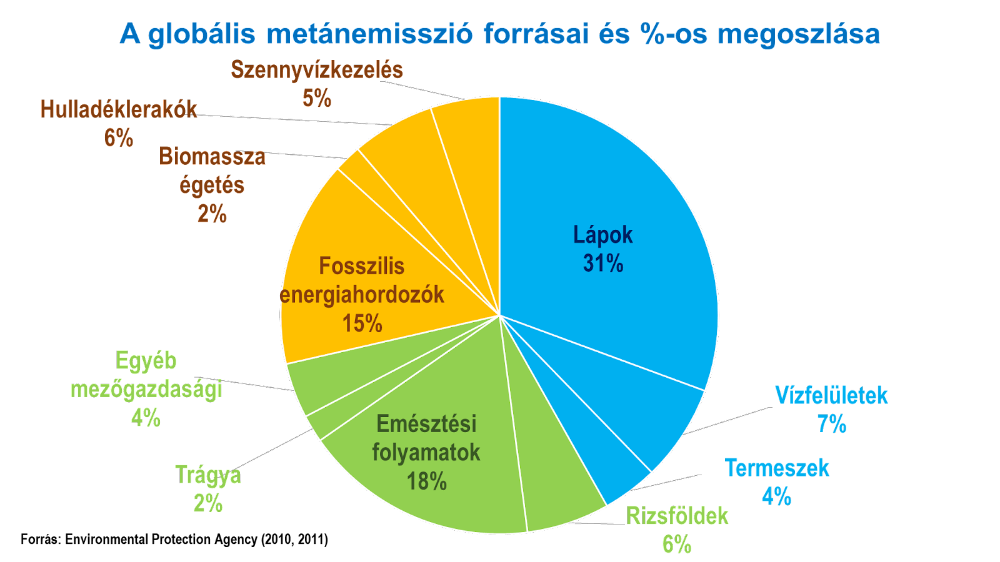 A globális metánemisszió forrásai és %-os megoszlása
Szennyvízkezelés
5%
Hulladéklerakók
6%
Biomassza
égetés
2%
Lápok
31%
Fosszilis
energiahordozók
15%
Egyéb
mezőgazdasági
4%
Vízfelületek
7%
Emésztési
folyamatok
18%
Termeszek
4%
Trágya
2%
Rizsföldek
6%
Forrás: Environmental Protection Agency (2010, 2011)